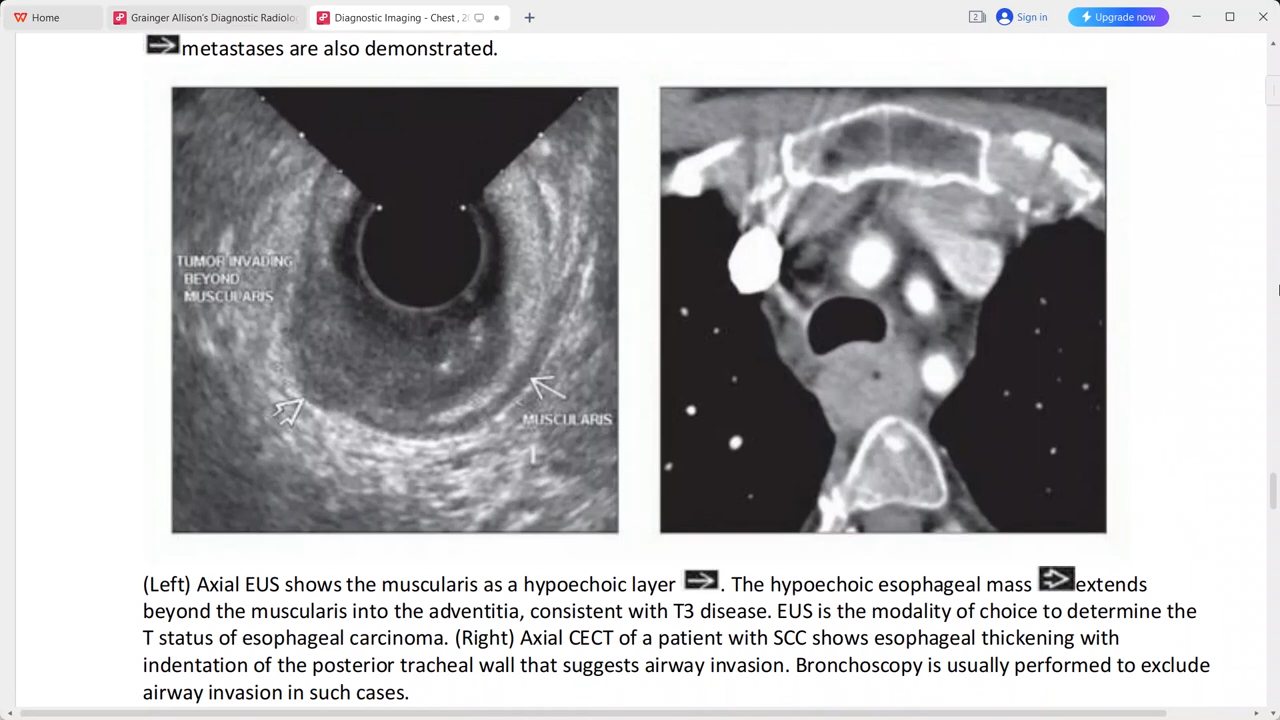 Home
Grainger Allison's Diagnostic Radiolo
Diagnostic Imaging - Chest , 2
2
Sign in
Upgrade now
metastases are also demonstrated.
TUMOR INVADING
BEYOND
MUSCULARIS
MUSCULARIS
(Left) Axial EUS shows the muscularis as a hypoechoic layer . The hypoechoic esophageal mass extends
beyond the muscularis into the adventitia, consistent with T3 disease. EUS is the modality of choice to determine the
T status of esophageal carcinoma. (Right) Axial CECT of a patient with SCC shows esophageal thickening with
indentation of the posterior tracheal wall that suggests airway invasion. Bronchoscopy is usually performed to exclude
airway invasion in such cases.